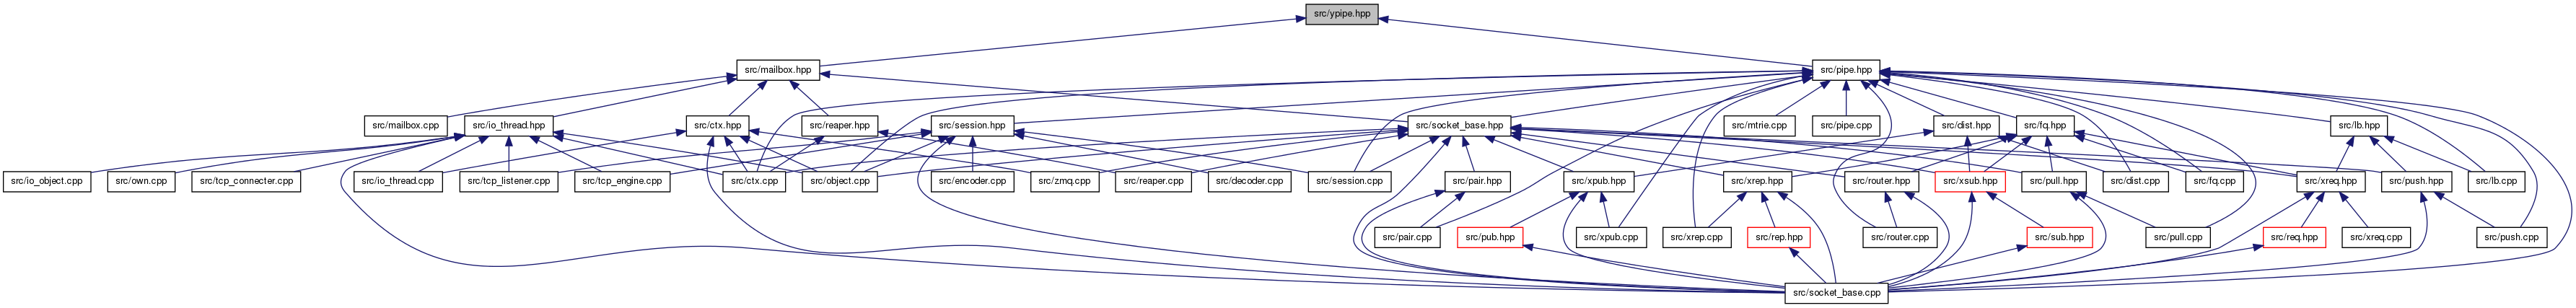 src/ypipe.hpp
src/mailbox.hpp
src/pipe.hpp
src/mailbox.cpp
src/io_thread.hpp
src/ctx.hpp
src/reaper.hpp
src/session.hpp
src/socket_base.hpp
src/mtrie.cpp
src/pipe.cpp
src/dist.hpp
src/fq.hpp
src/lb.hpp
src/io_object.cpp
src/own.cpp
src/tcp_connecter.cpp
src/io_thread.cpp
src/tcp_listener.cpp
src/tcp_engine.cpp
src/ctx.cpp
src/object.cpp
src/encoder.cpp
src/zmq.cpp
src/reaper.cpp
src/decoder.cpp
src/session.cpp
src/pair.hpp
src/xpub.hpp
src/xrep.hpp
src/router.hpp
src/xsub.hpp
src/pull.hpp
src/dist.cpp
src/fq.cpp
src/xreq.hpp
src/push.hpp
src/lb.cpp
src/pair.cpp
src/pub.hpp
src/xpub.cpp
src/xrep.cpp
src/rep.hpp
src/router.cpp
src/sub.hpp
src/pull.cpp
src/req.hpp
src/xreq.cpp
src/push.cpp
src/socket_base.cpp